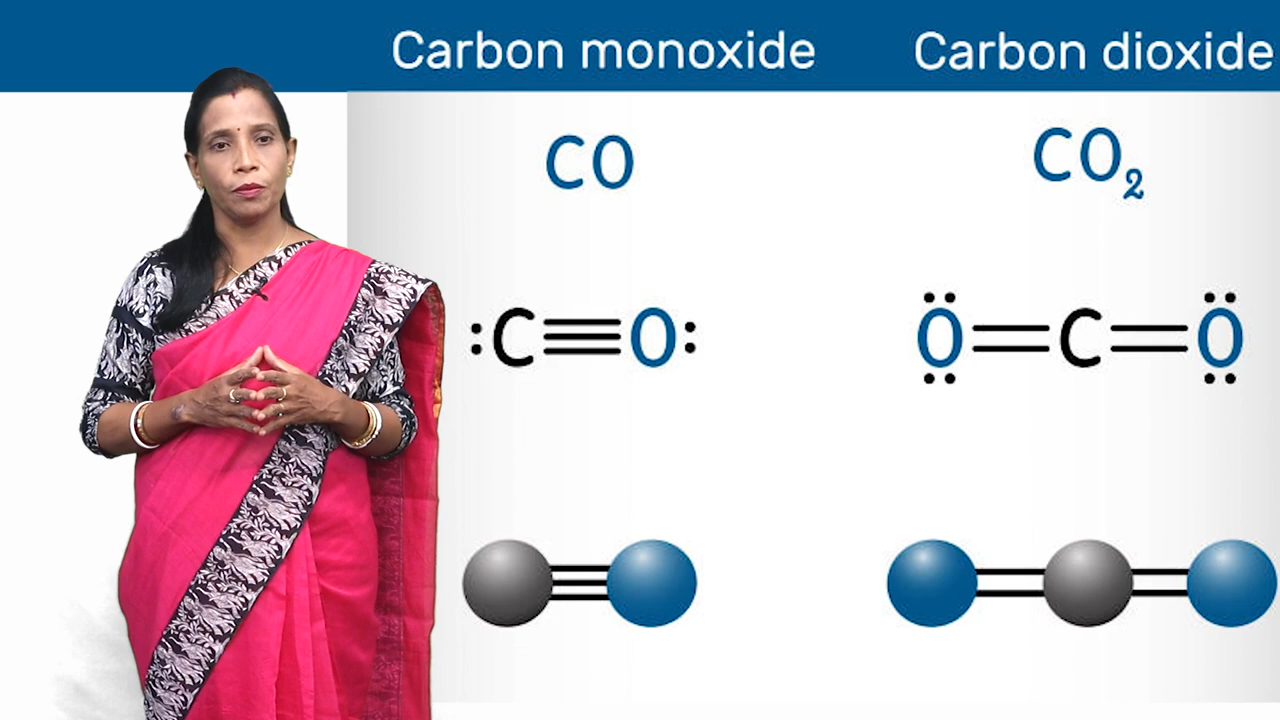 Carbon monoxide
Carbon dioxide
CO
CO₂
:C≡O:
O=C=O